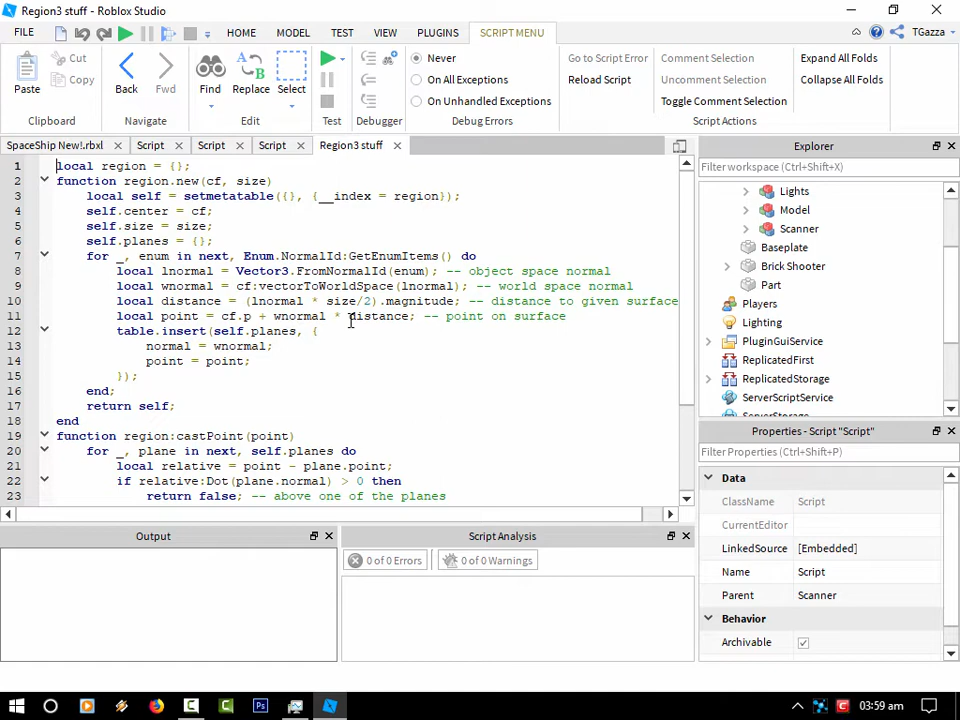 Region3 stuff - Roblox Studio
FILE HOME MODEL TEST VIEW PLUGINS SCRIPT MENU TGazza
Paste Cut Copy Back Fwd Find Replace Select Never On All Exceptions On Unhandled Exceptions Go to Script Error Reload Script Comment Selection Uncomment Selection Toggle Comment Selection Expand All Folds Collapse All Folds
Clipboard Navigate Edit Test Debugger Debug Errors Script Actions
SpaceShip New!.rbxl Script Script Script Region3 stuff
1 local region = {};
2 function region.new(cf, size)
3 local self = setmetatable({}, {__index = region});
4 self.center = cf;
5 self.size = size;
6 self.planes = {};
7 for _, enum in next, Enum.NormalId:GetEnumItems() do
8 local lnormal = Vector3.FromNormalId(enum); -- object space normal
9 local wnormal = cf:vectorToWorldSpace(lnormal); -- world space normal
10 local distance = (lnormal * size/2).magnitude; -- distance to given surface
11 local point = cf.p + wnormal * distance; -- point on surface
12 table.insert(self.planes, {
13 normal = wnormal;
14 point = point;
15 });
16 end;
17 return self;
18 end
19 function region:castPoint(point)
20 for _, plane in next, self.planes do
21 local relative = point - plane.point;
22 if relative:Dot(plane.normal) > 0 then
23 return false; -- above one of the planes
Explorer
Filter workspace (Ctrl+Shift+X)
Lights
Model
Scanner
Baseplate
Brick Shooter
Part
Players
Lighting
PluginGuiService
ReplicatedFirst
ReplicatedStorage
ServerScriptService
ServerStorage
Properties - Script "Script"
Filter Properties (Ctrl+Shift+P)
Data
ClassName Script
CurrentEditor
LinkedSource [Embedded]
Name Script
Parent Scanner
Behavior
Archivable
Output
Script Analysis
0 of 0 Errors 0 of 0 Warnings
03:59 am